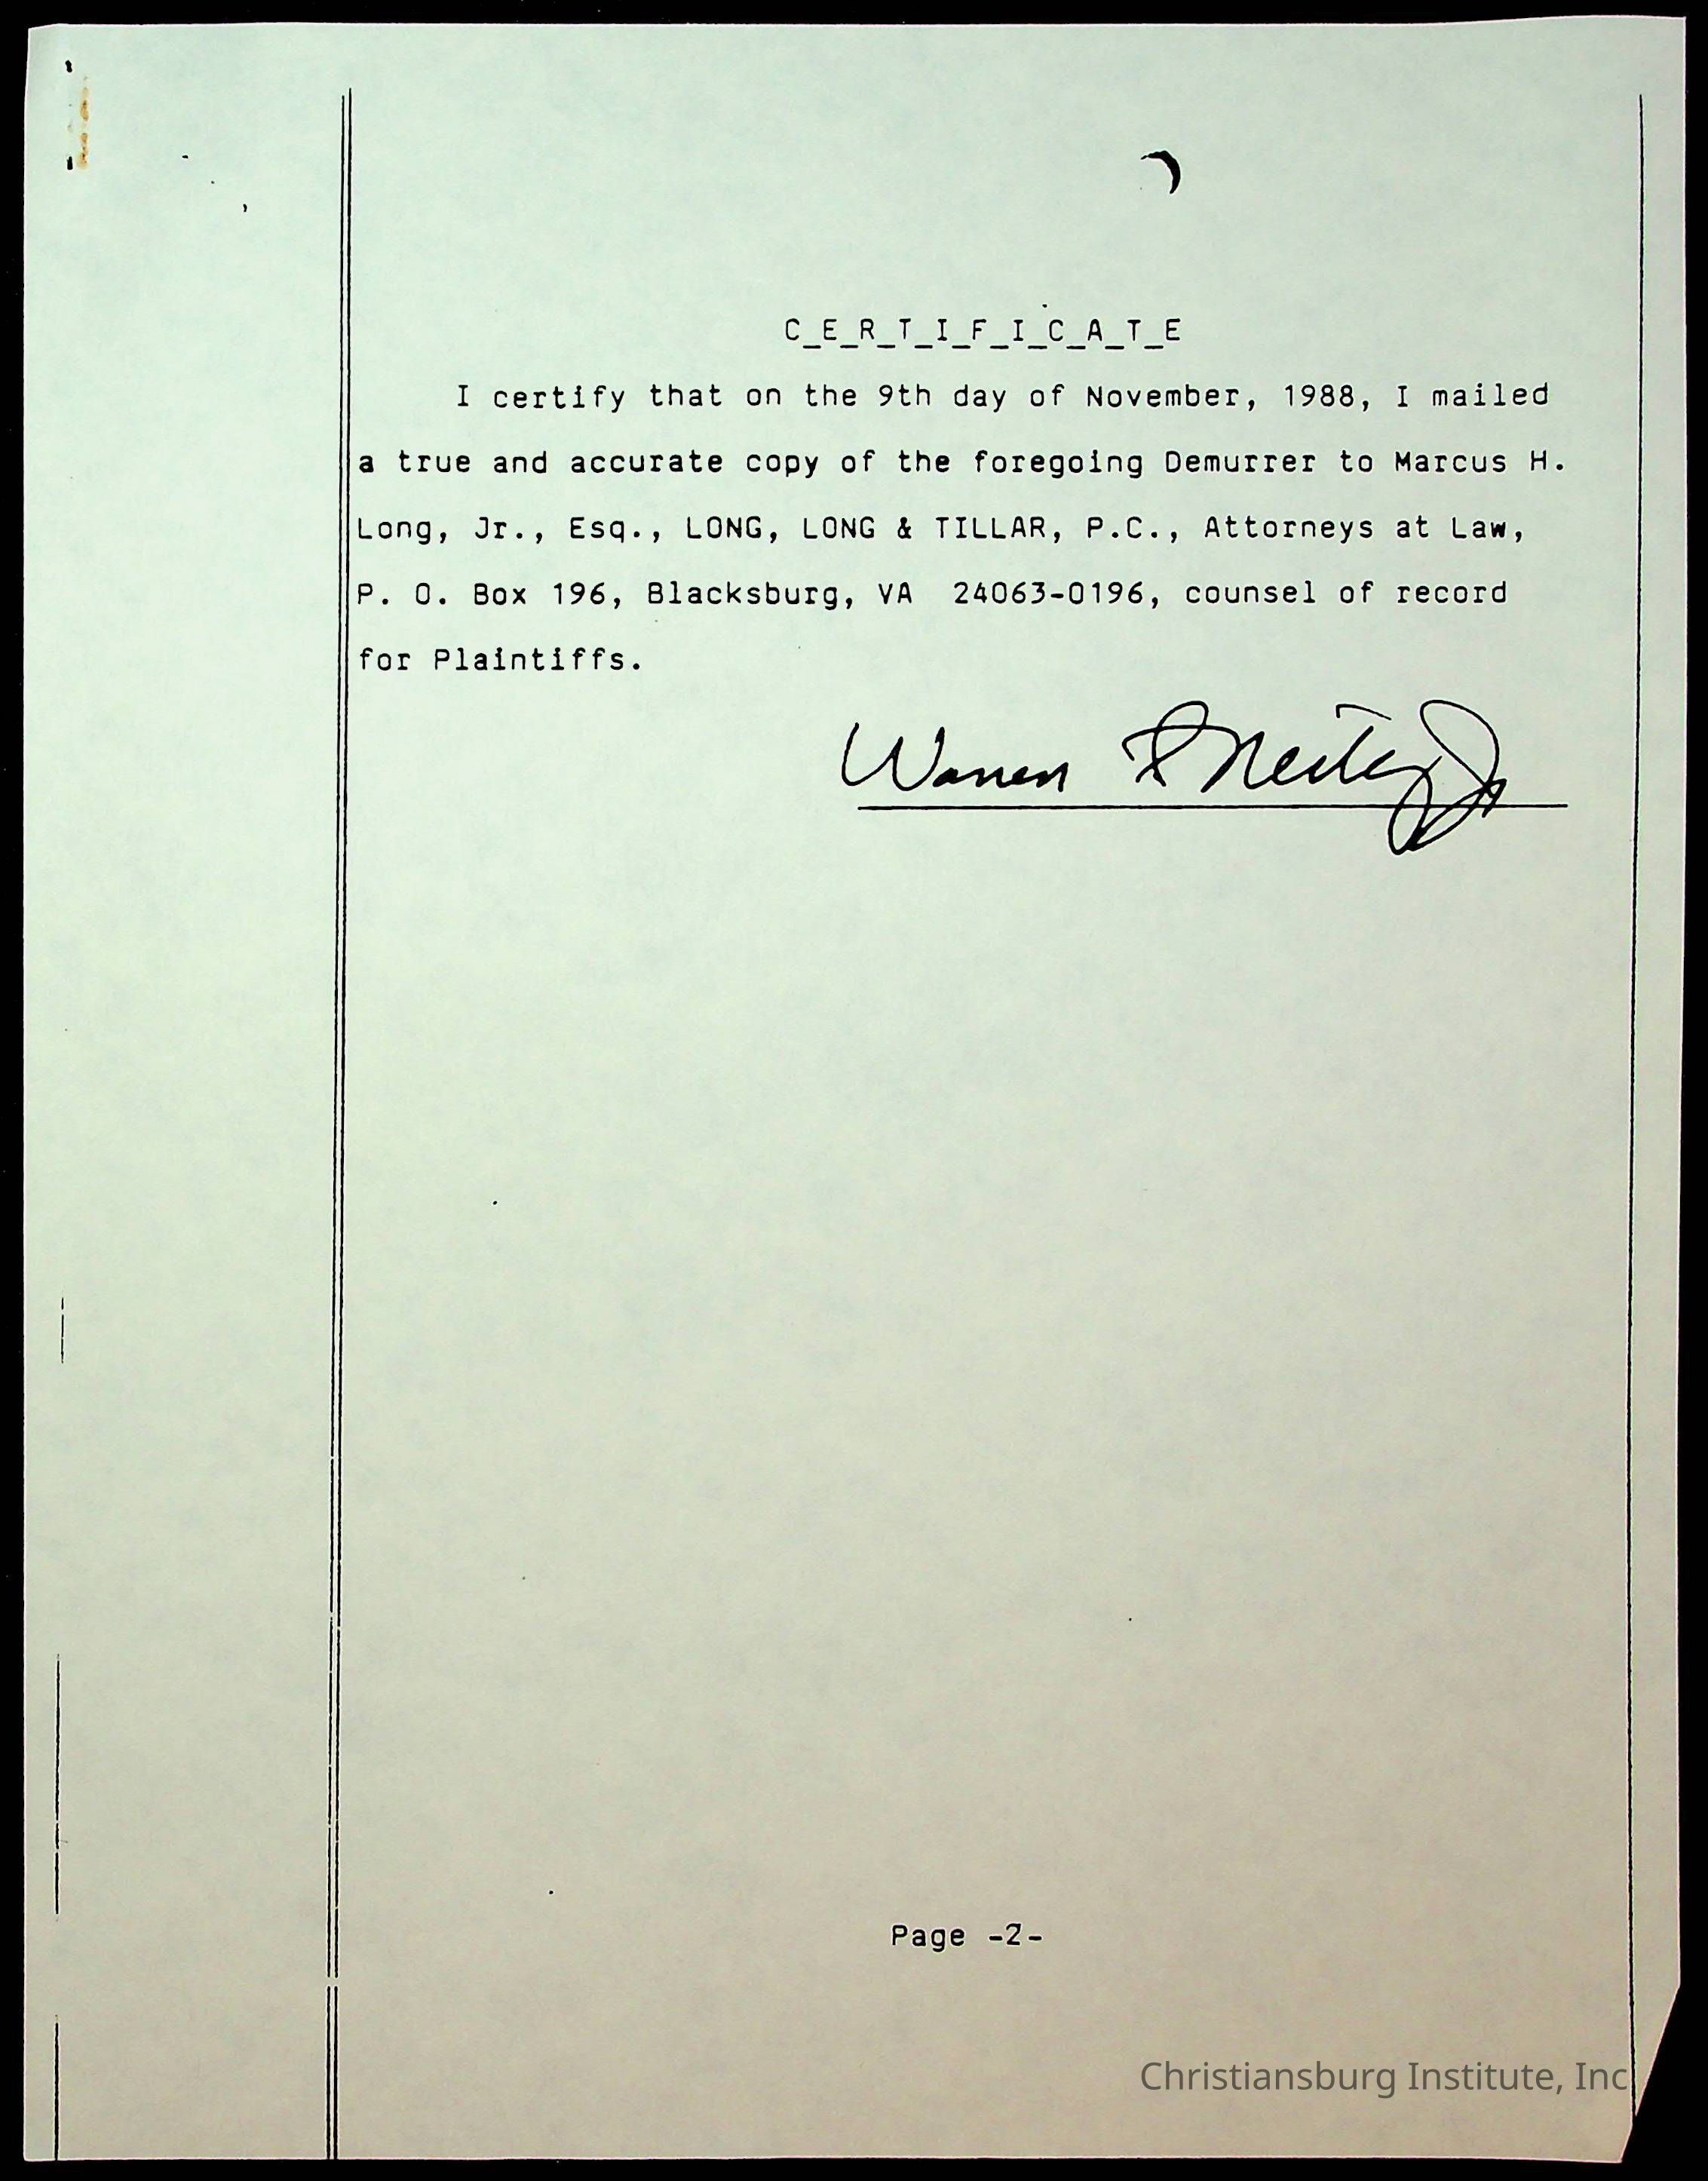 C_E_R_T_I_F_I_C_A_T_E
I certify that on the 9th day of November, 1988, I mailed
a true and accurate copy of the foregoing Demurrer to Marcus H.
Long, Jr., Esq., LONG, LONG & TILLAR, P.C., Attorneys at Law,
P. O. Box 196, Blacksburg, VA  24063-0196, counsel of record
for Plaintiffs.
Warren
Page -2-
Christiansburg Institute, Inc